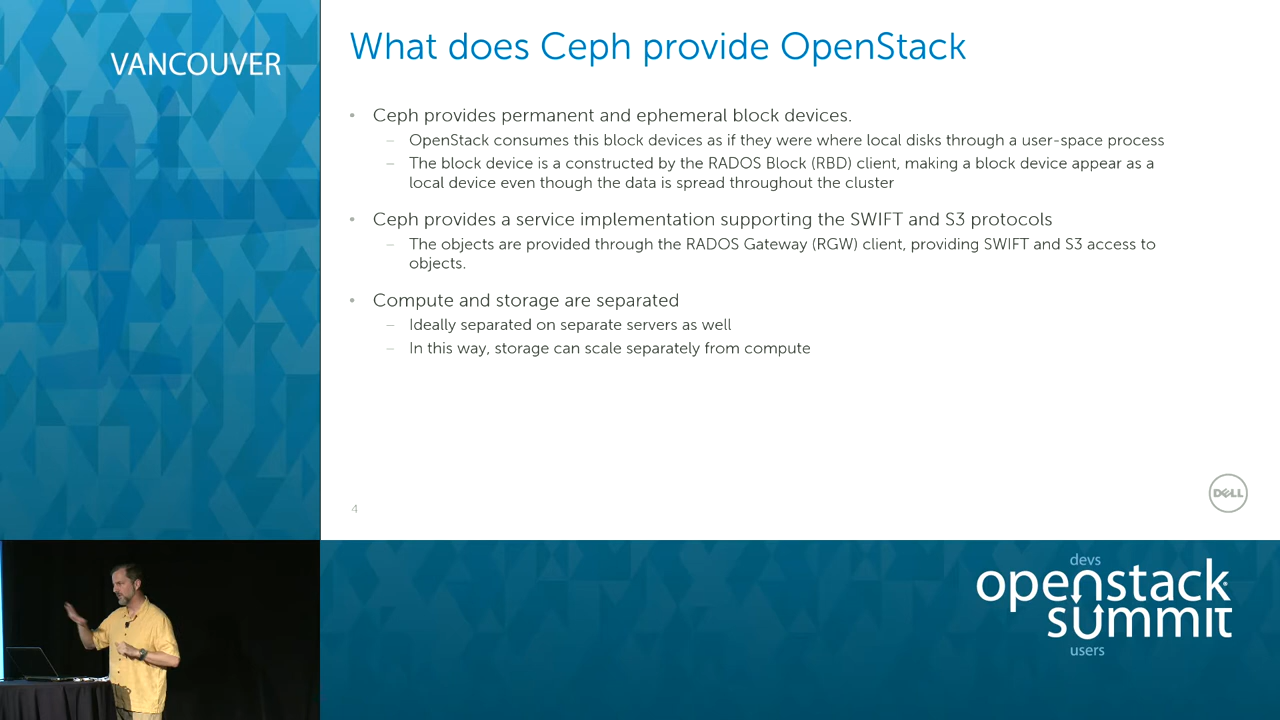 VANCOUVER
What does Ceph provide OpenStack
• Ceph provides permanent and ephemeral block devices.
– OpenStack consumes this block devices as if they were where local disks through a user-space process
– The block device is a constructed by the RADOS Block (RBD) client, making a block device appear as a
local device even though the data is spread throughout the cluster
• Ceph provides a service implementation supporting the SWIFT and S3 protocols
– The objects are provided through the RADOS Gateway (RGW) client, providing SWIFT and S3 access to
objects.
• Compute and storage are separated
– Ideally separated on separate servers as well
– In this way, storage can scale separately from compute
4
DELL
devs
openstack
summit
users